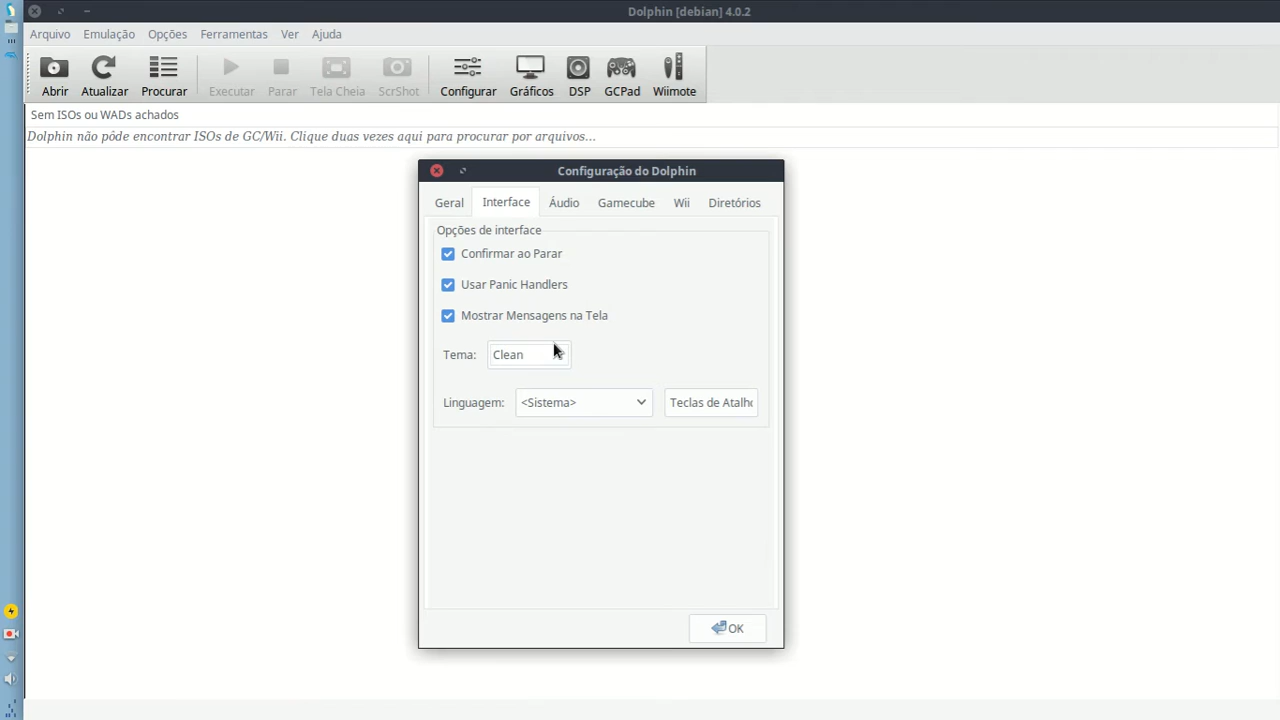 Dolphin [debian] 4.0.2
Arquivo Emulação Opções Ferramentas Ver Ajuda
Abrir Atualizar Procurar Executar Parar Tela Cheia ScrShot Configurar Gráficos DSP GCPad Wiimote
Sem ISOs ou WADs achados
Dolphin não pôde encontrar ISOs de GC/Wii. Clique duas vezes aqui para procurar por arquivos...
Configuração do Dolphin
Geral Interface Áudio Gamecube Wii Diretórios
Opções de interface
Confirmar ao Parar
Usar Panic Handlers
Mostrar Mensagens na Tela
Tema: Clean
Linguagem: <Sistema> Teclas de Atalh
OK